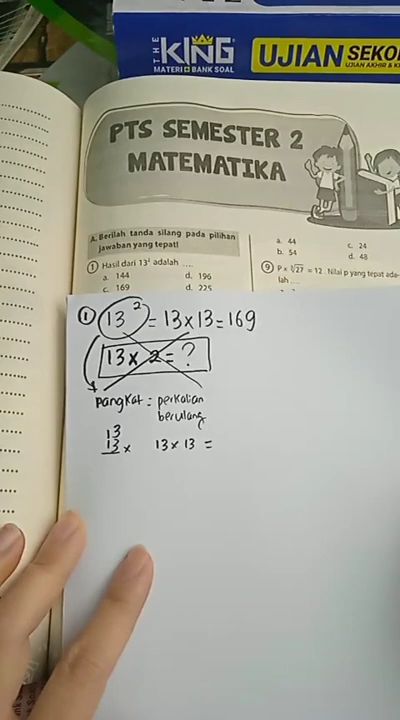 THE KING
MATERI BANK SOAL
UJIAN SEKO
UJIAN AKHIR &
PTS SEMESTER 2
MATEMATIKA
A. Berilah tanda silang pada pilihan
jawaban yang tepat!
1 Hasil dari 13² adalah ....
a. 144 d. 196
c. 169 d. 225
a. 44 c. 24
b. 54 d. 48
9 P × ∛27 = 12. Nilai p yang tepat ada-
lah ....
① 13² = 13 × 13 = 169
13 × 2 = ?
pangkat = perkalian
berulang
13
13 × 13 × 13 =